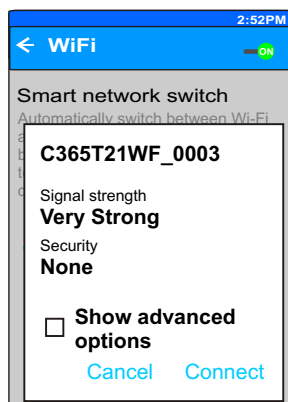 2:52PM
WiFi
ON
Smart network switch
Automatically switch between Wi-Fi
C365T21WF_0003
Signal strength
Very Strong
Security
None
Show advanced
options
Cancel Connect